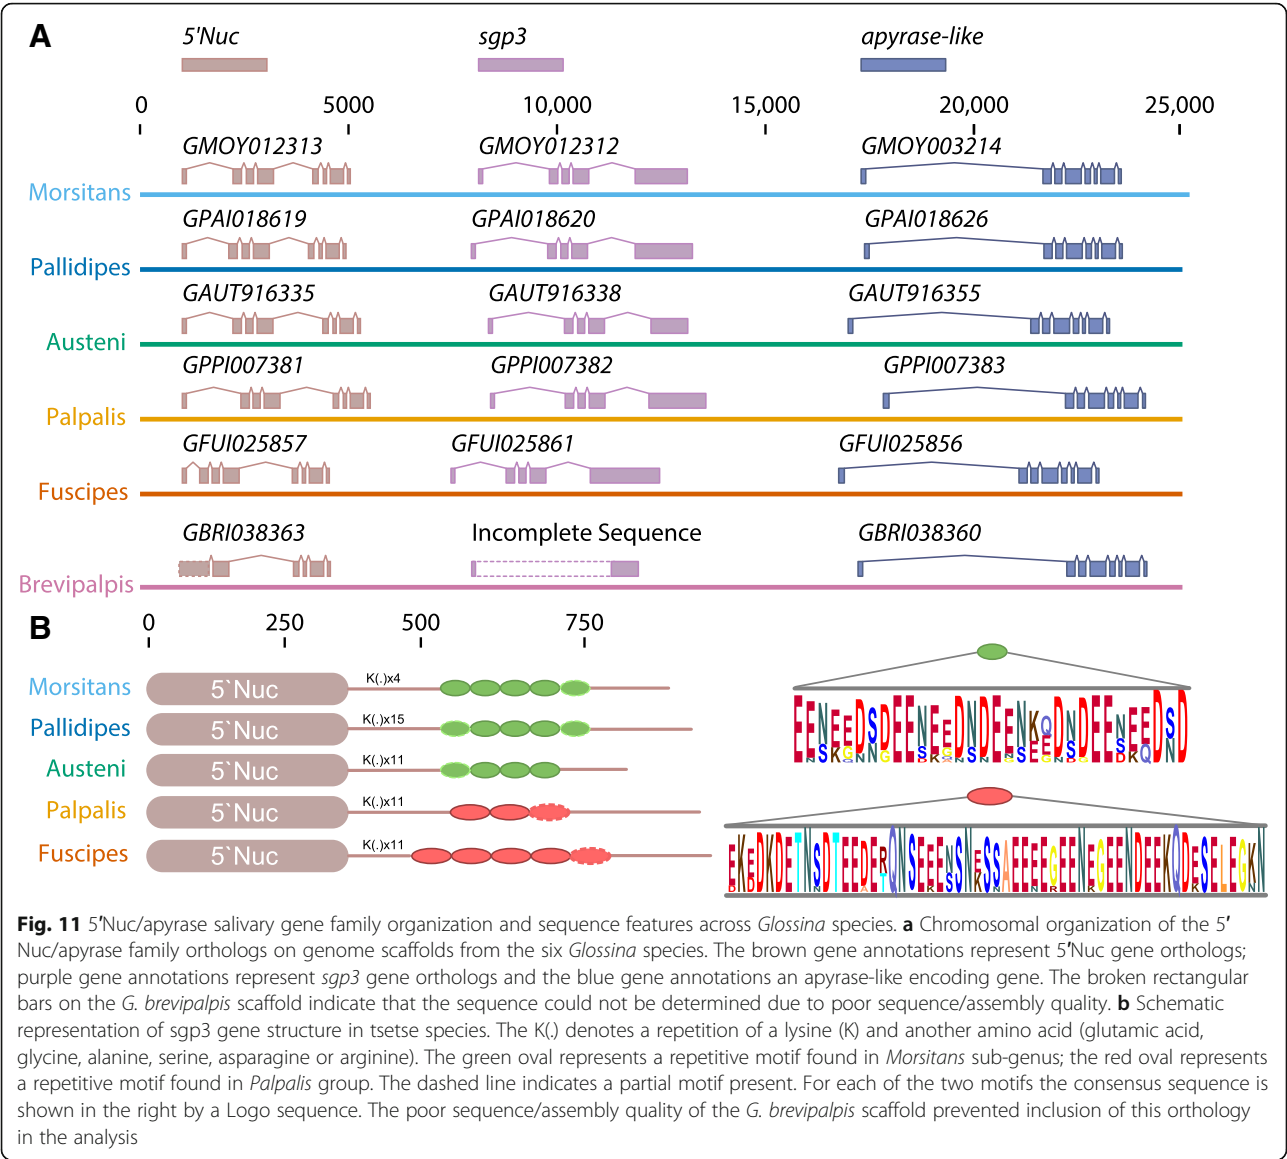 A
5'Nuc sgp3 apyrase-like
0 5000 10,000 15,000 20,000 25,000
GMOY012313 GMOY012312 GMOY003214
Morsitans
GPAI018619 GPAI018620 GPAI018626
Pallidipes
GAUT916335 GAUT916338 GAUT916355
Austeni
GPPI007381 GPPI007382 GPPI007383
Palpalis
GFUI025857 GFUI025861 GFUI025856
Fuscipes
GBRI038363 Incomplete Sequence GBRI038360
Brevipalpis
B
0 250 500 750
Morsitans 5`Nuc K(.)x4
Pallidipes 5`Nuc K(.)x15
Austeni 5`Nuc K(.)x11
Palpalis 5`Nuc K(.)x11
Fuscipes 5`Nuc K(.)x11
Fig. 11 5′Nuc/apyrase salivary gene family organization and sequence features across Glossina species. a Chromosomal organization of the 5′
Nuc/apyrase family orthologs on genome scaffolds from the six Glossina species. The brown gene annotations represent 5′Nuc gene orthologs;
purple gene annotations represent sgp3 gene orthologs and the blue gene annotations an apyrase-like encoding gene. The broken rectangular
bars on the G. brevipalpis scaffold indicate that the sequence could not be determined due to poor sequence/assembly quality. b Schematic
representation of sgp3 gene structure in tsetse species. The K(.) denotes a repetition of a lysine (K) and another amino acid (glutamic acid,
glycine, alanine, serine, asparagine or arginine). The green oval represents a repetitive motif found in Morsitans sub-genus; the red oval represents
a repetitive motif found in Palpalis group. The dashed line indicates a partial motif present. For each of the two motifs the consensus sequence is
shown in the right by a Logo sequence. The poor sequence/assembly quality of the G. brevipalpis scaffold prevented inclusion of this orthology
in the analysis